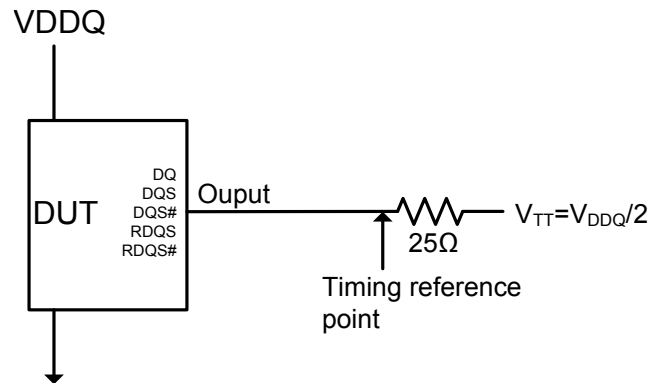 VDDQ
DUT
DQ
DQS
DQS#
RDQS
RDQS#
Ouput
25Ω
V_TT=V_DDQ/2
Timing reference
point